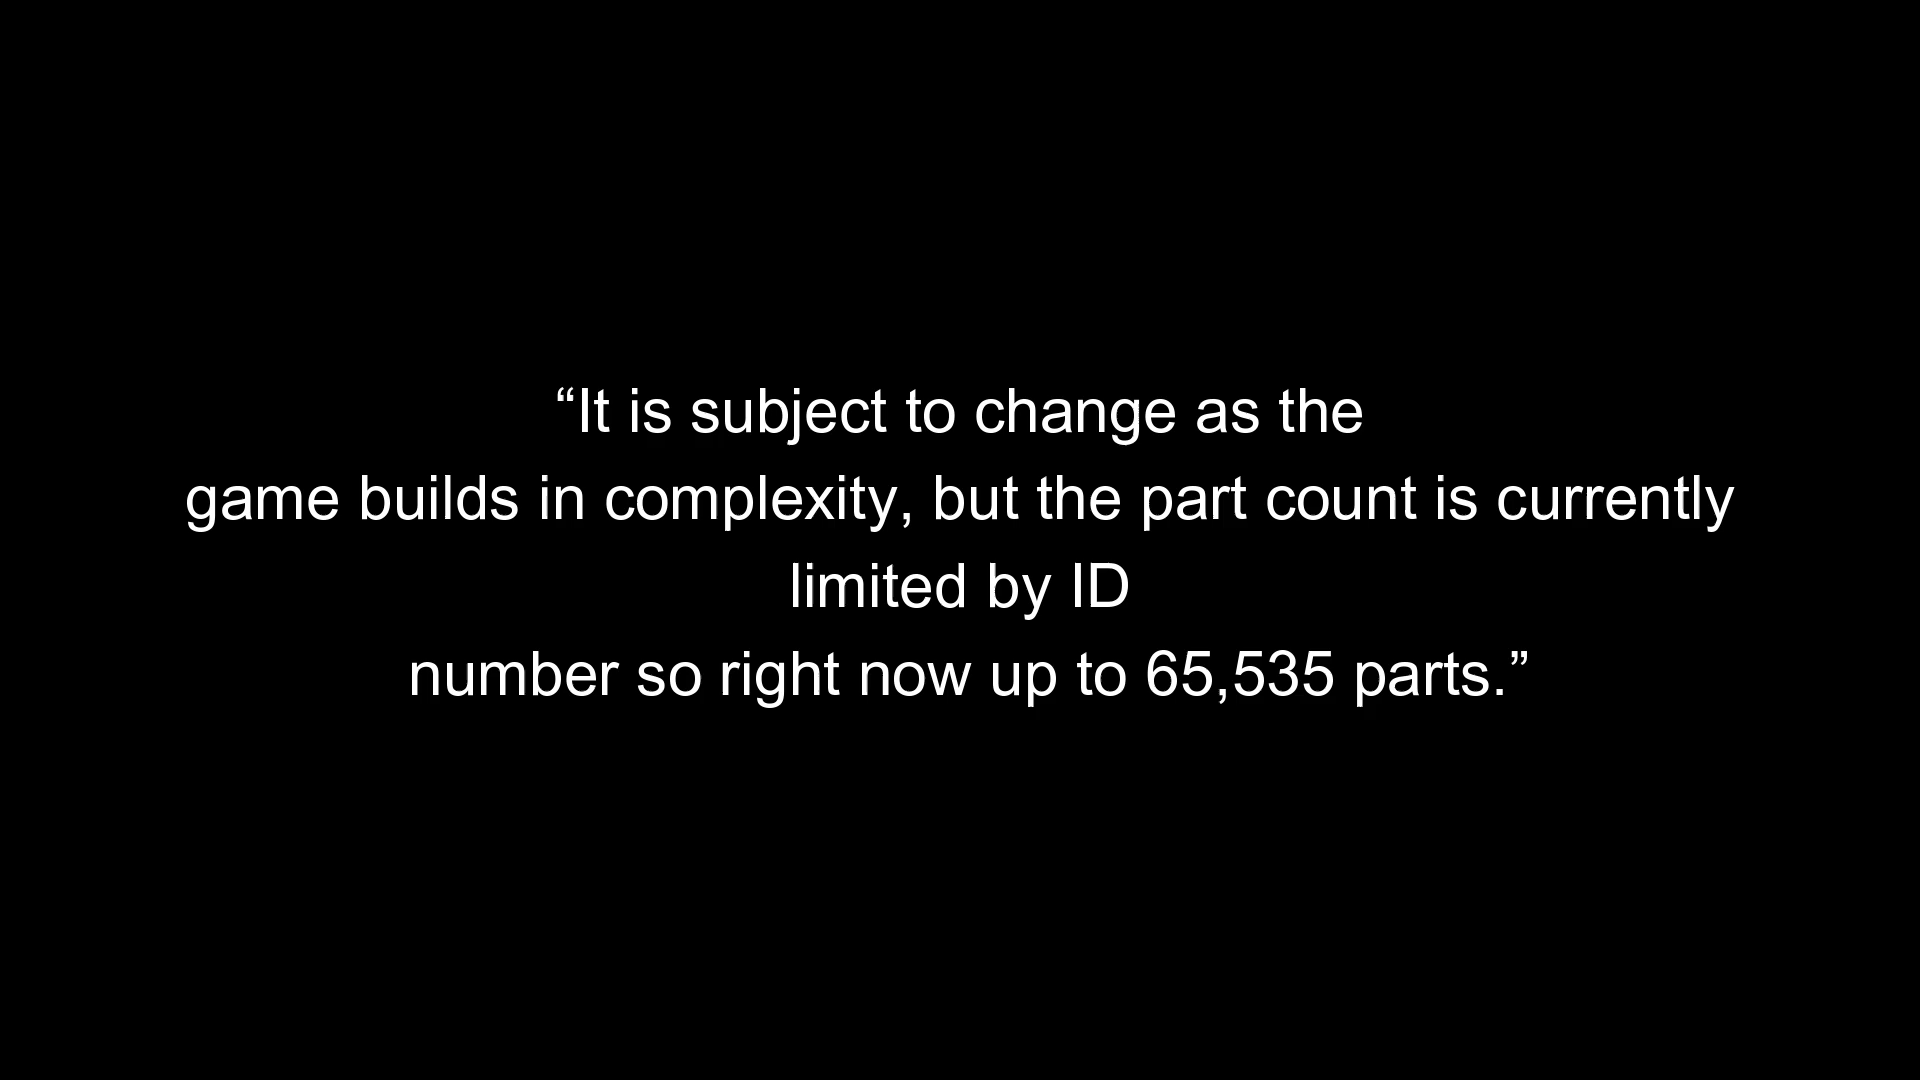 “It is subject to change as the
game builds in complexity, but the part count is currently
limited by ID
number so right now up to 65,535 parts.”